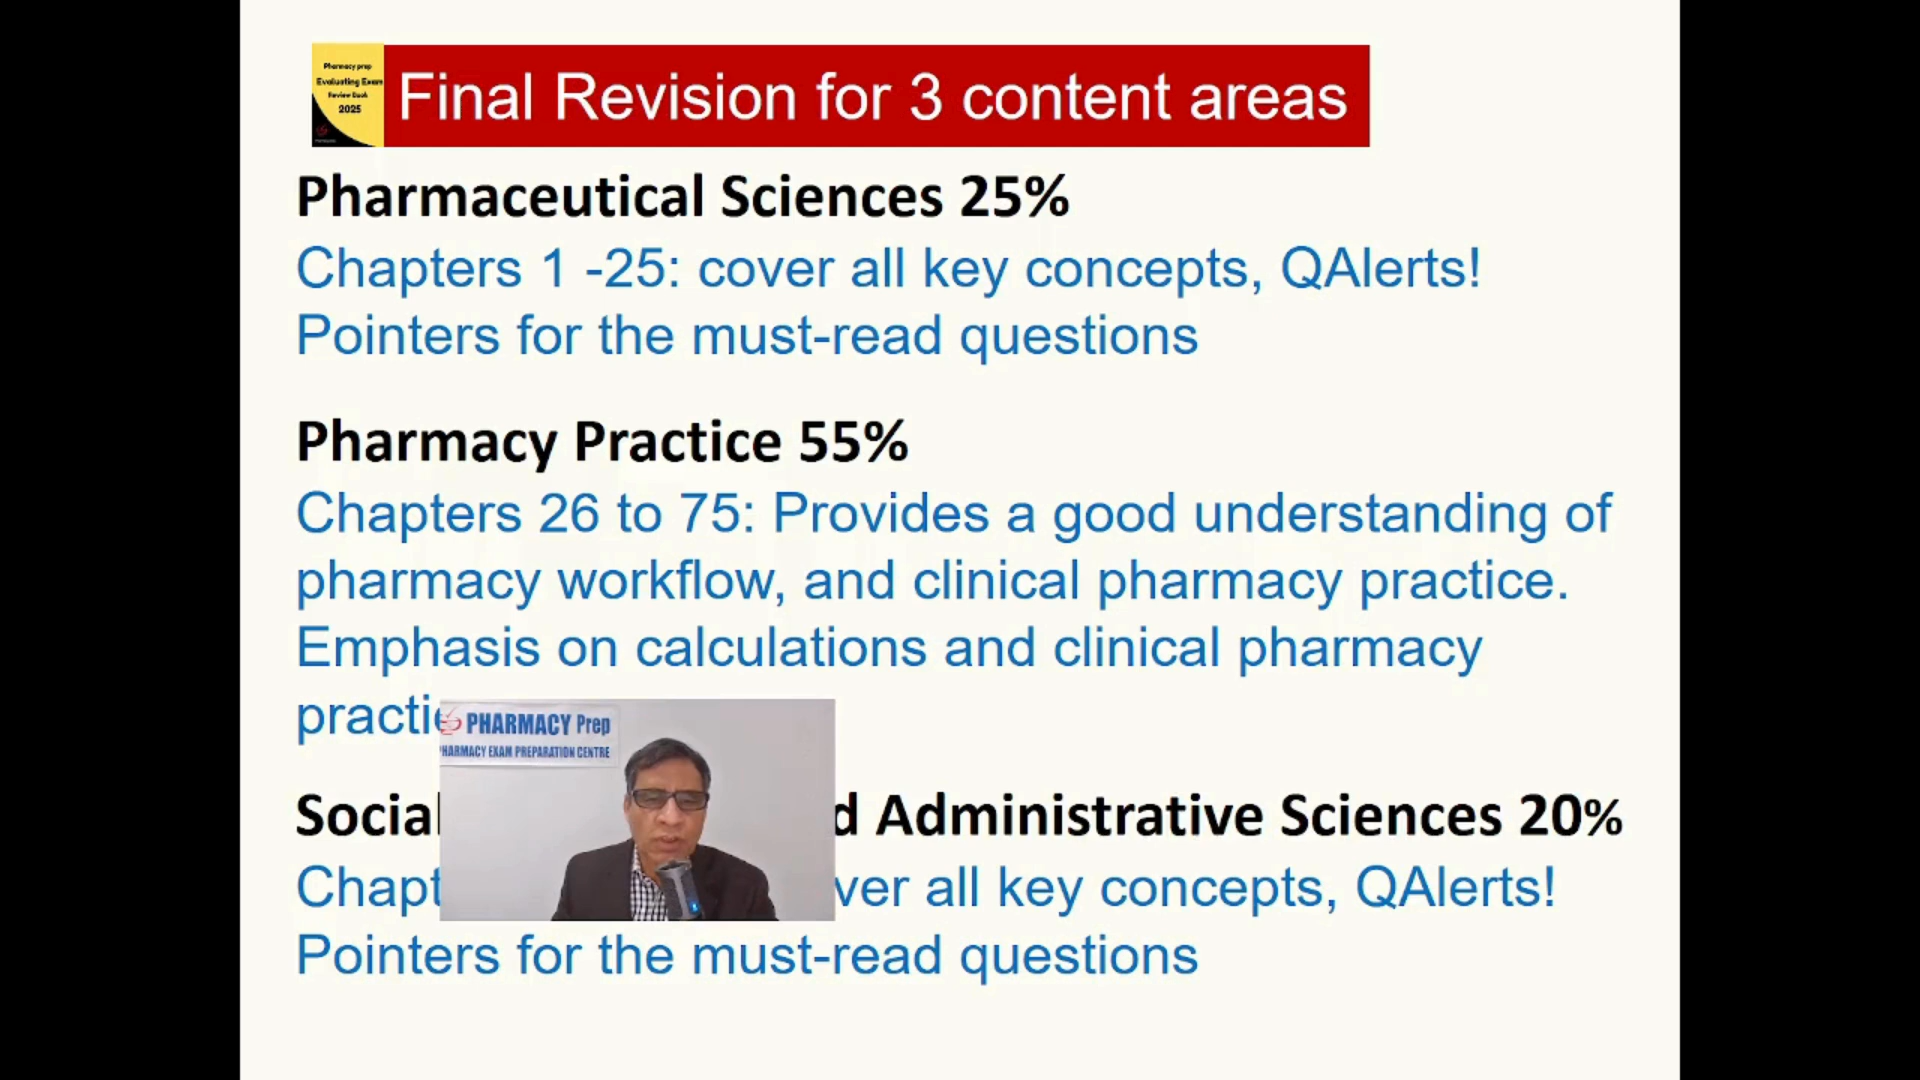 Pharmacy prep
Evaluating Exam
Review Book
2025
Final Revision for 3 content areas
Pharmaceutical Sciences 25%
Chapters 1 -25: cover all key concepts, QAlerts!
Pointers for the must-read questions
Pharmacy Practice 55%
Chapters 26 to 75: Provides a good understanding of
pharmacy workflow, and clinical pharmacy practice.
Emphasis on calculations and clinical pharmacy
practi
PHARMACY Prep
PHARMACY EXAM PREPARATION CENTRE
Social d Administrative Sciences 20%
Chapt ver all key concepts, QAlerts!
Pointers for the must-read questions